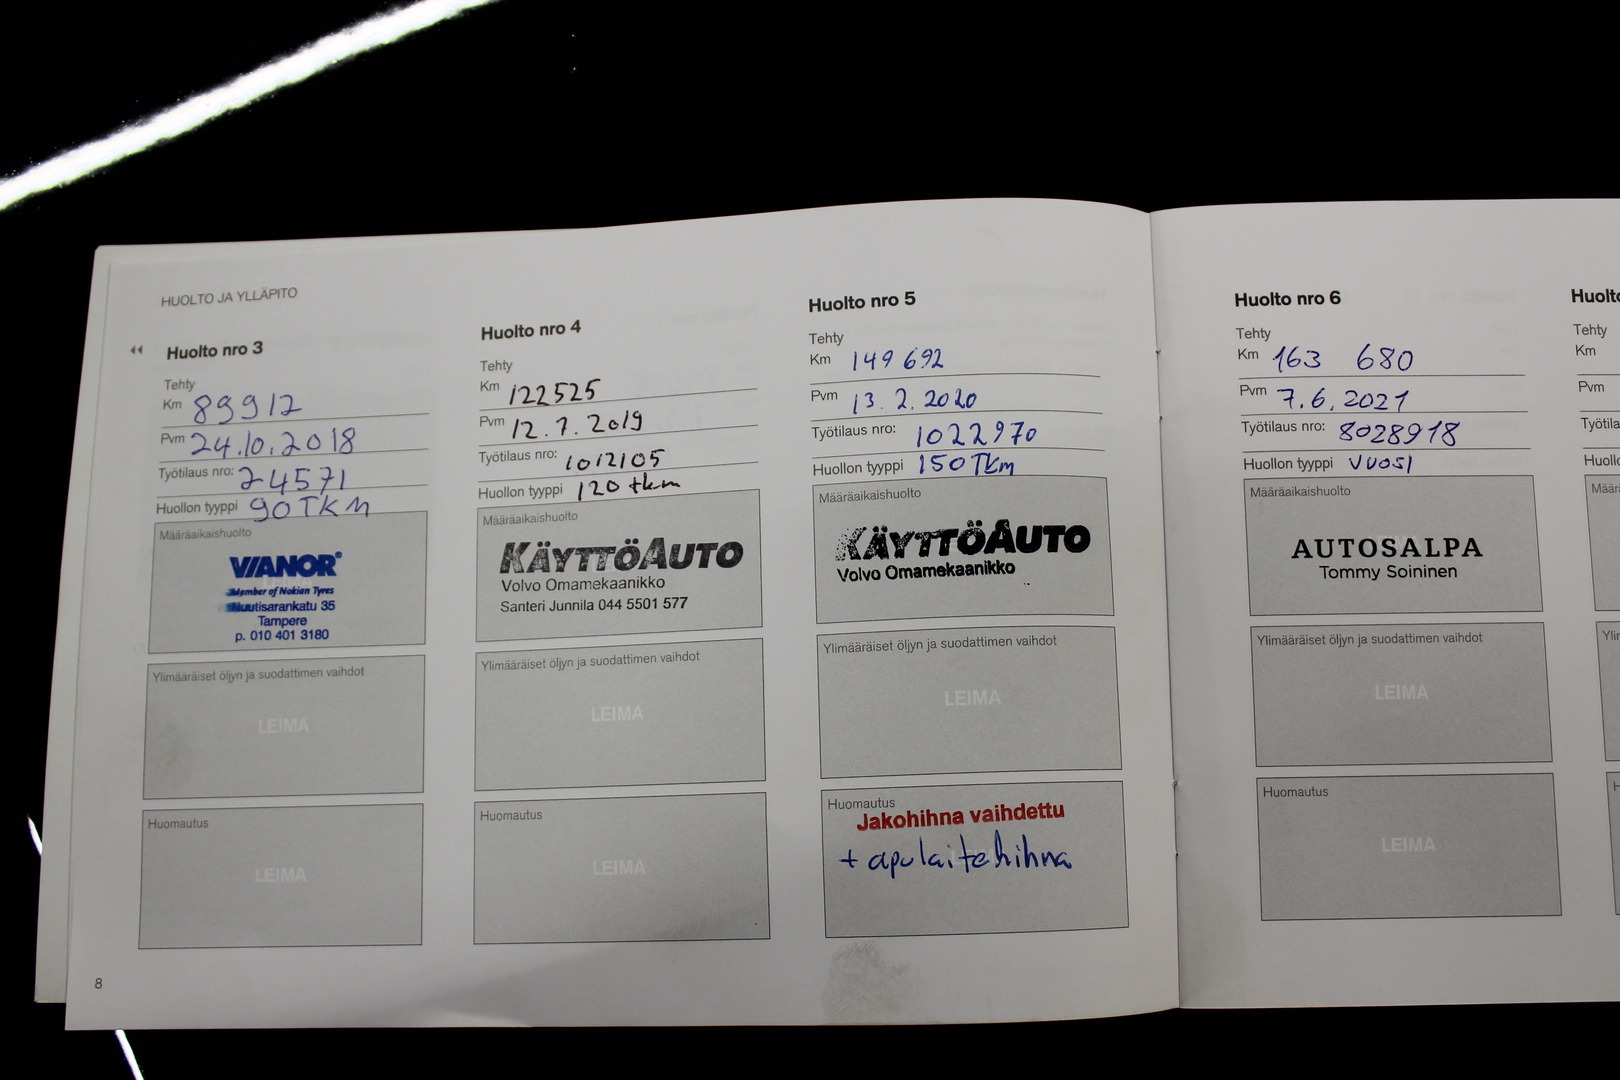 HUOLTO JA YLLÄPITO
Huolto nro 3
Tehty
Km 89912
Pvm 24.10.2018
Työtilaus nro: 24571
Huollon tyyppi 90 TKM
Määräaikaishuolto
VIANOR®
Member of Nokian Tyres
Nuutisarankatu 35
Tampere
p. 010 401 3180
Ylimääräiset öljyn ja suodattimen vaihdot
LEIMA
Huomautus
LEIMA
8
Huolto nro 4
Tehty
Km 122525
Pvm 12.7.2019
Työtilaus nro: 1012105
Huollon tyyppi 120 tkm
Määräaikaishuolto
KÄYTTÖAUTO
Volvo Omamekaanikko
Santeri Junnila 044 5501 577
Ylimääräiset öljyn ja suodattimen vaihdot
LEIMA
Huomautus
LEIMA
Huolto nro 5
Tehty
Km 149 692
Pvm 13.2.2020
Työtilaus nro: 1022970
Huollon tyyppi 150 TKm
Määräaikaishuolto
KÄYTTÖAUTO
Volvo Omamekaanikko
Ylimääräiset öljyn ja suodattimen vaihdot
LEIMA
Huomautus
Jakohihna vaihdettu
+ apulaitehihna
Huolto nro 6
Tehty
Km 163 680
Pvm 7.6.2021
Työtilaus nro: 8028918
Huollon tyyppi VUOSI
Määräaikaishuolto
AUTOSALPA
Tommy Soininen
Ylimääräiset öljyn ja suodattimen vaihdot
LEIMA
Huomautus
LEIMA
Tehty
Km
Pvm